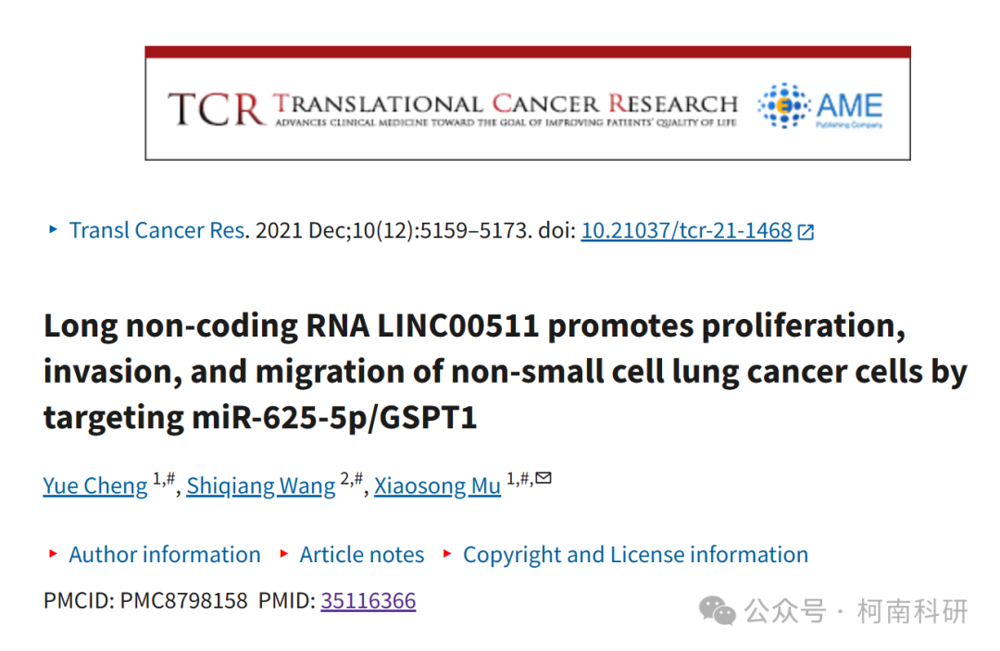 TCR TRANSLATIONAL CANCER RESEARCH
ADVANCES CLINICAL MEDICINE TOWARD THE GOAL OF IMPROVING PATIENTS' QUALITY OF LIFE
AME
Publishing Company
Transl Cancer Res. 2021 Dec;10(12):5159–5173. doi: 10.21037/tcr-21-1468
Long non-coding RNA LINC00511 promotes proliferation,
invasion, and migration of non-small cell lung cancer cells by
targeting miR-625-5p/GSPT1
Yue Cheng 1,#, Shiqiang Wang 2,#, Xiaosong Mu 1,#,✉
Author information Article notes Copyright and License information
PMCID: PMC8798158 PMID: 35116366
公众号 · 柯南科研